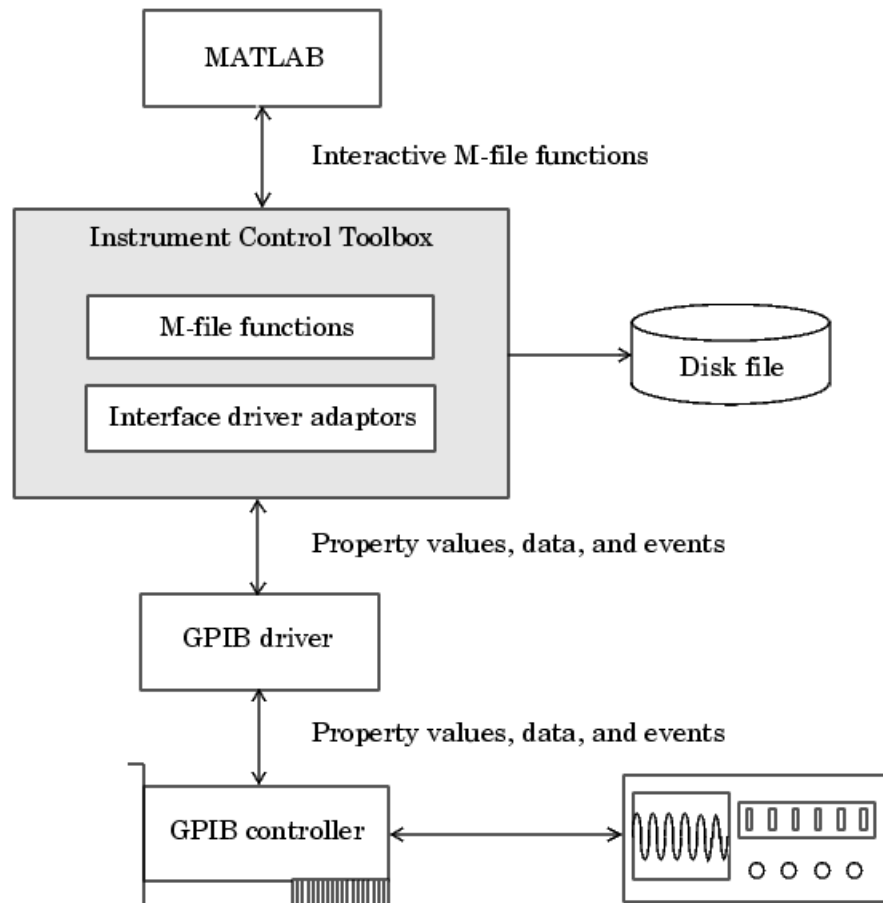 MATLAB
Interactive M-file functions
Instrument Control Toolbox
M-file functions
Disk file
Interface driver adaptors
Property values, data, and events
GPIB driver
Property values, data, and events
GPIB controller